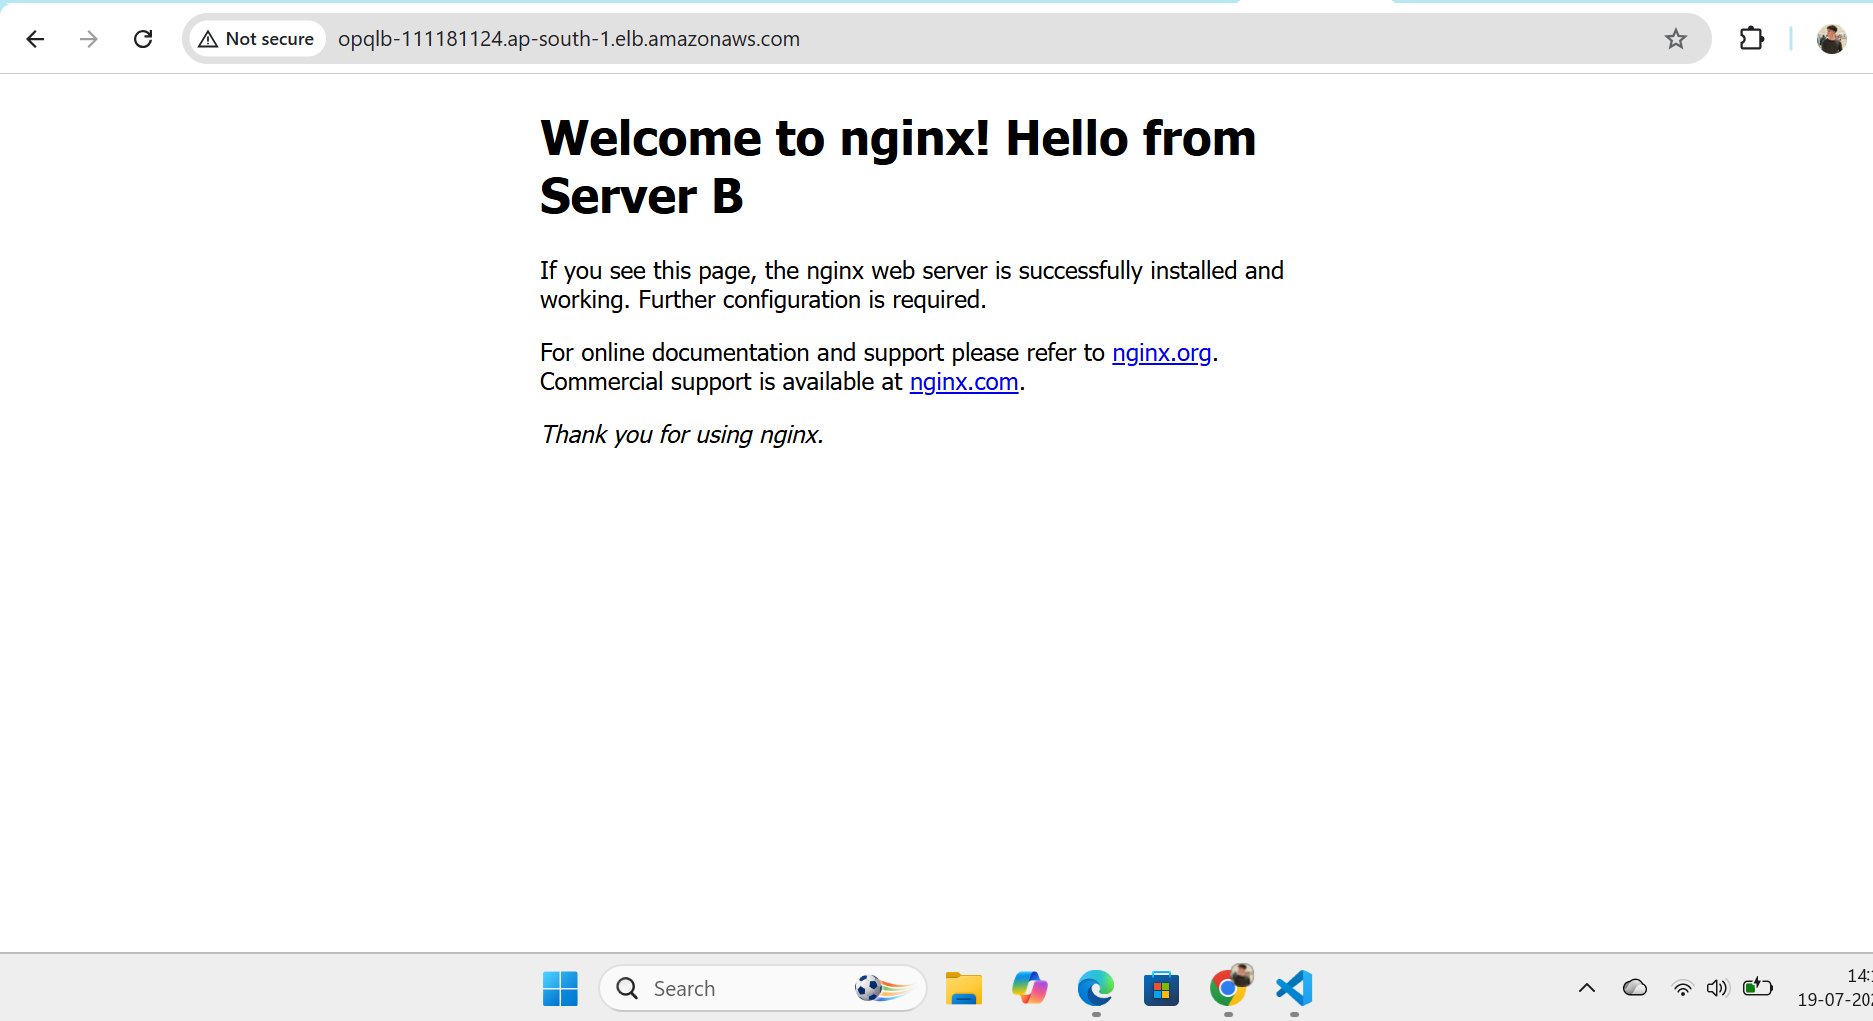 Not secure
opqlb-111181124.ap-south-1.elb.amazonaws.com
Welcome to nginx! Hello from
Server B
If you see this page, the nginx web server is successfully installed and
working. Further configuration is required.
For online documentation and support please refer to nginx.org.
Commercial support is available at nginx.com.
Thank you for using nginx.
Search